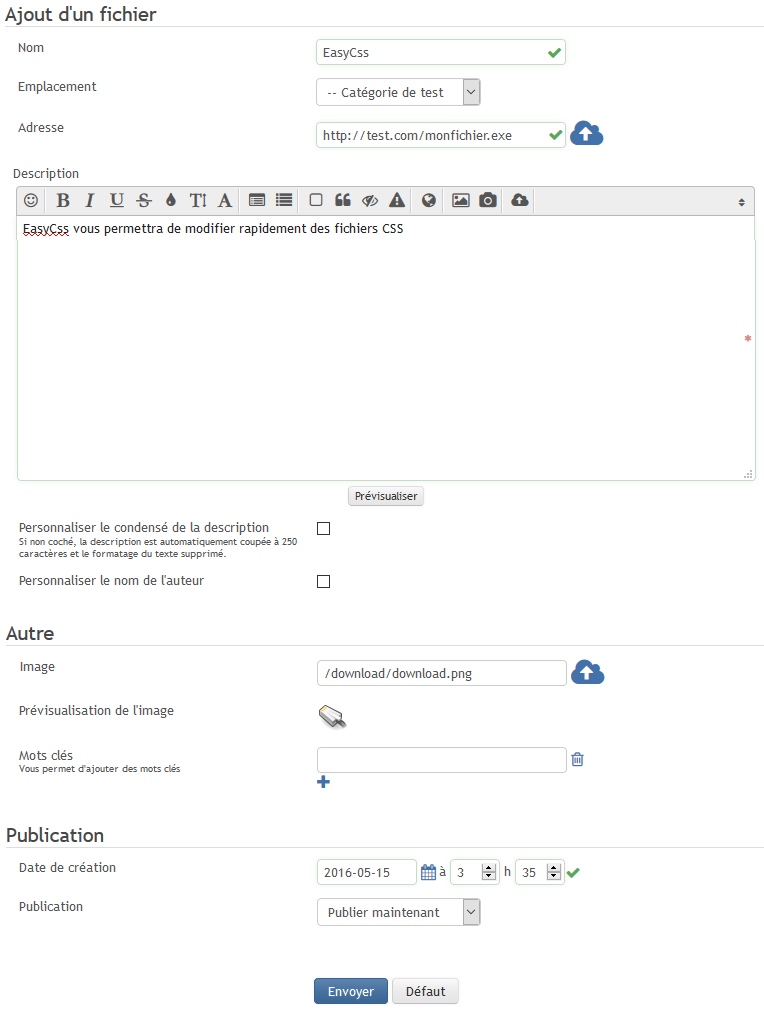 Ajout d'un fichier
Nom
EasyCss
Emplacement
-- Catégorie de test
Adresse
http://test.com/monfichier.exe
Description
B I U S T A
EasyCss vous permettra de modifier rapidement des fichiers CSS
*
Prévisualiser
Personnaliser le condensé de la description
Si non coché, la description est automatiquement coupée à 250
caractères et le formatage du texte supprimé.
Personnaliser le nom de l'auteur
Autre
Image
/download/download.png
Prévisualisation de l'image
Mots clés
Vous permet d'ajouter des mots clés
Publication
Date de création
2016-05-15 à 3 h 35
Publication
Publier maintenant
Envoyer Défaut